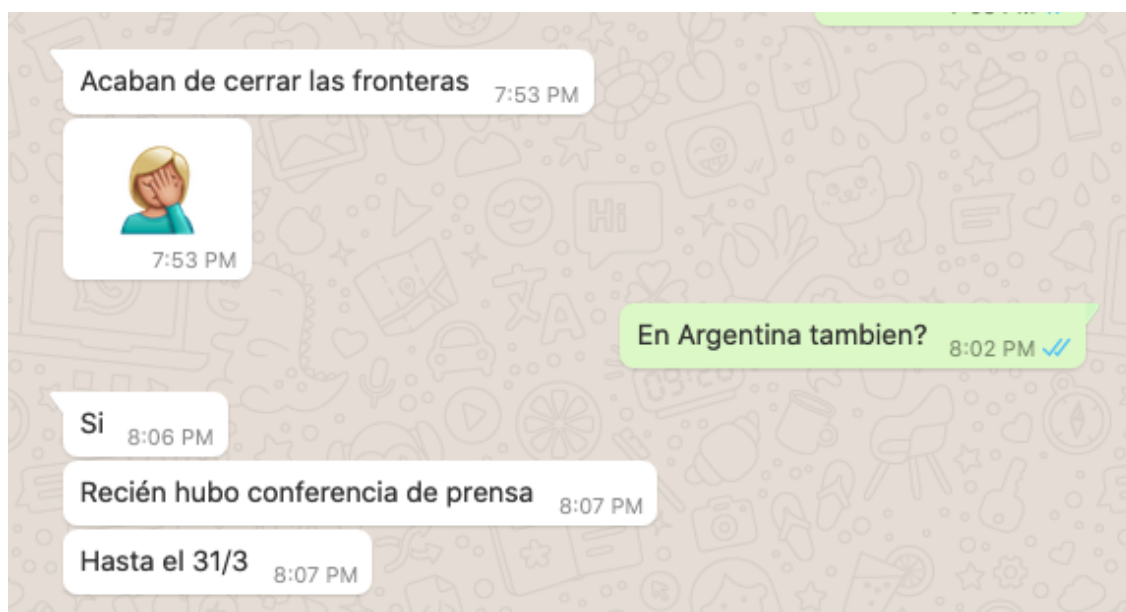 Acaban de cerrar las fronteras 7:53 PM
7:53 PM
En Argentina tambien? 8:02 PM
Si 8:06 PM
Recién hubo conferencia de prensa 8:07 PM
Hasta el 31/3 8:07 PM